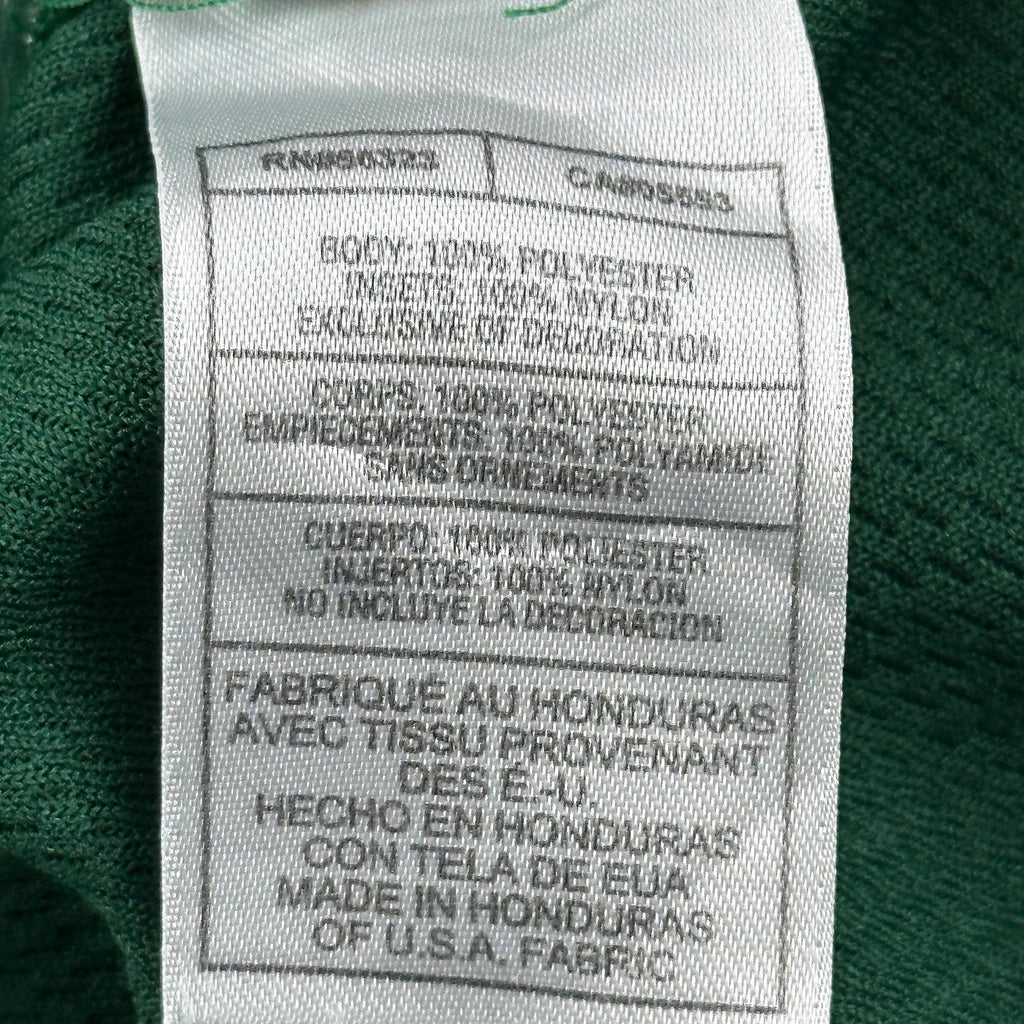 RN#50323 CA#05553
BODY: 100% POLYESTER
INSETS: 100% NYLON
EXCLUSIVE OF DECORATION
CORPS: 100% POLYESTER
EMPIECEMENTS: 100% POLYAMIDE
SANS ORNEMENTS
CUERPO: 100% POLIESTER
INJERTOS: 100% NYLON
NO INCLUYE LA DECORACION
FABRIQUÉ AU HONDURAS
AVEC TISSU PROVENANT
DES É.-U.
HECHO EN HONDURAS
CON TELA DE EUA
MADE IN HONDURAS
OF U.S.A. FABRIC